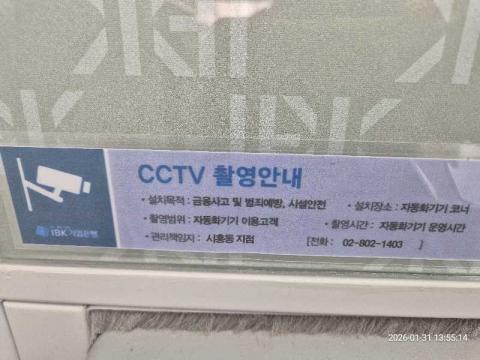 CCTV 촬영안내
· 설치목적 : 금융사고 및 범죄예방, 시설안전 · 설치장소 : 자동화기기 코너
· 촬영범위 : 자동화기기 이용고객 · 촬영시간 : 자동화기기 운영시간
· 관리책임자 : 시흥동 지점 [전화 : 02-802-1403 ]
IBK 기업은행
2026-01-31 13:55:14